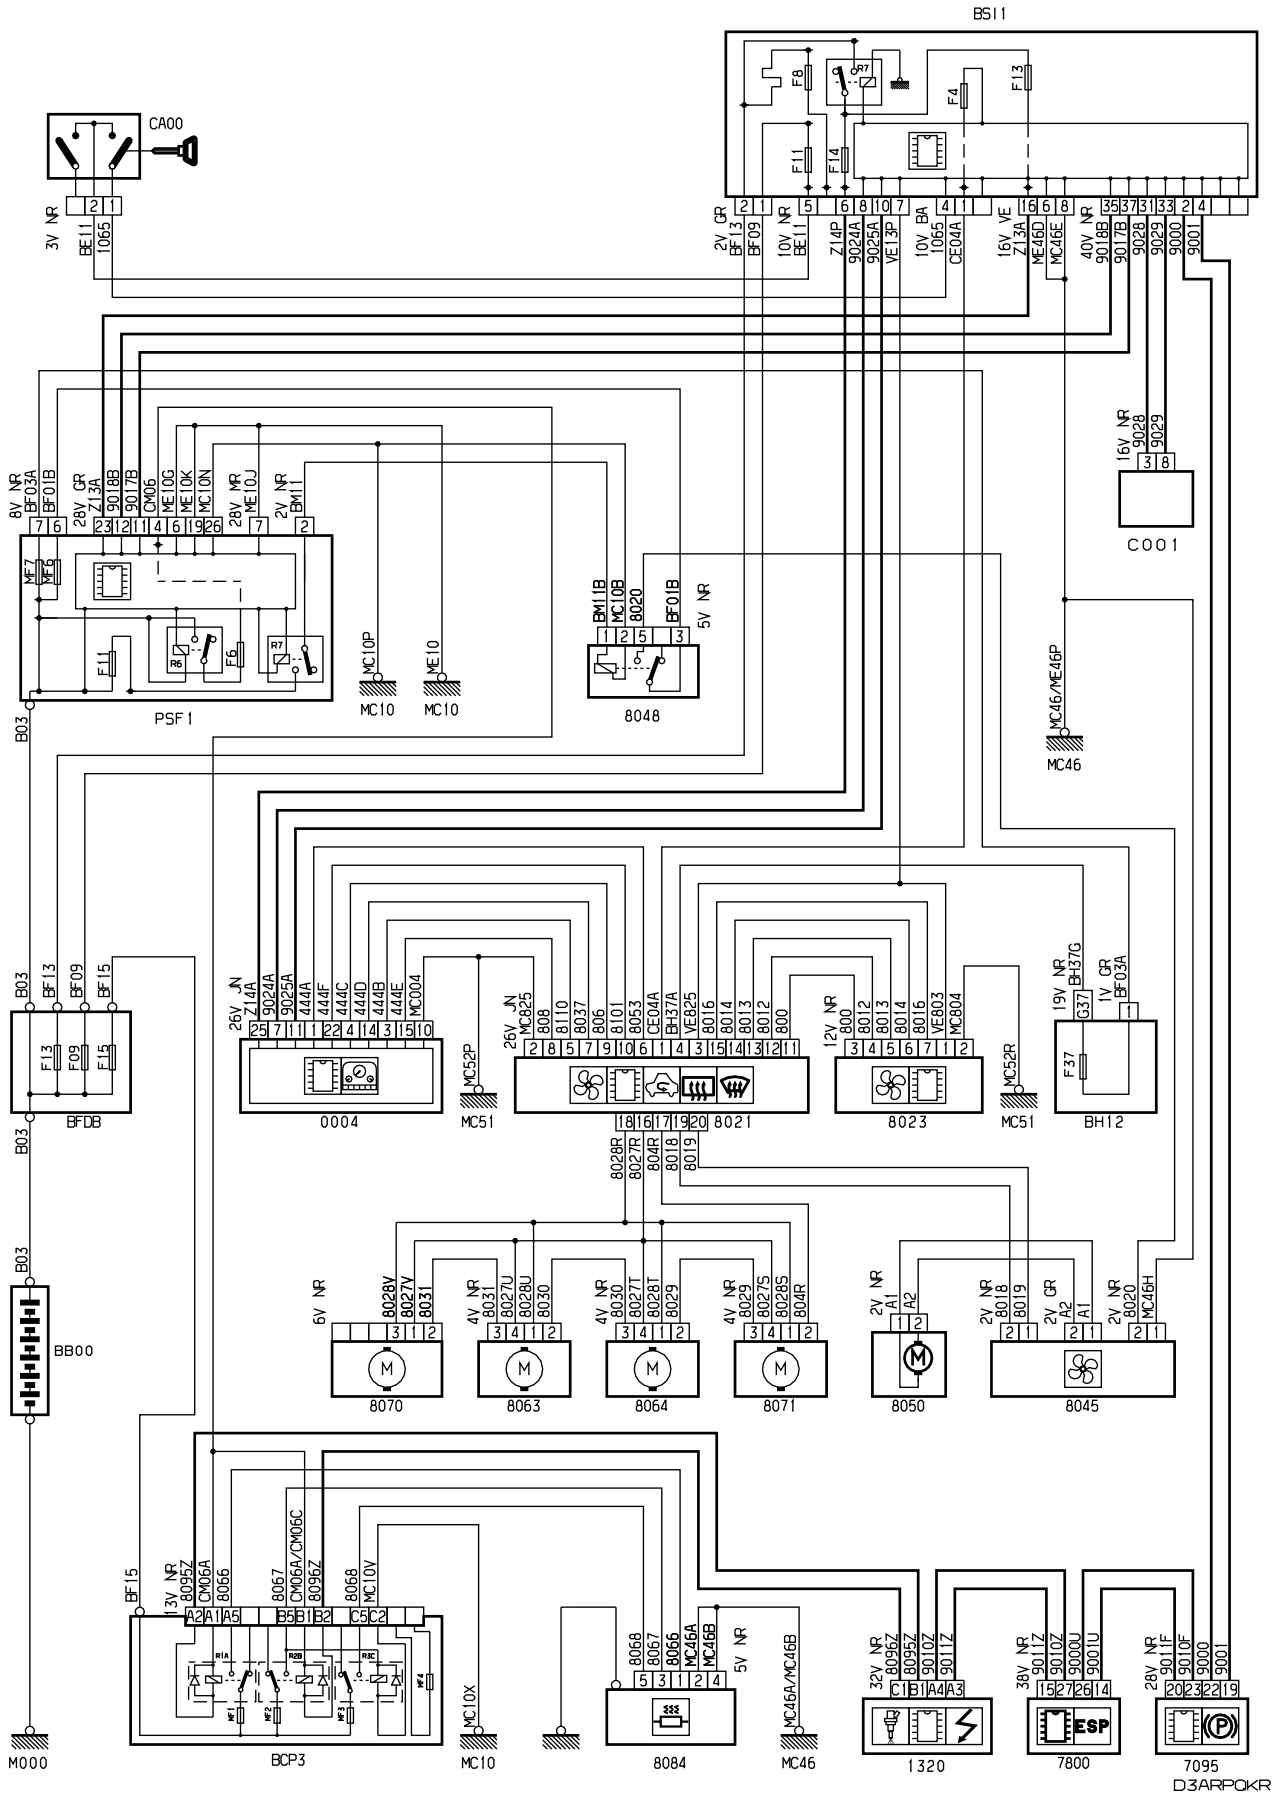 BSI1
F8
R7
F4
F13
F11
F14
CA00
3V NR
2
1
BE11
1065
2
1
5
6
8
10
7
4
1
16
6
8
35
37
31
33
2
4
2V GR
BF13
BF09
10V NR
BE11
Z14P
9024A
9025A
VE13P
10V BA
1065
CE04A
16V VE
Z13A
ME46D
MC46E
40V NR
9018B
9017B
9028
9029
9000
9001
16V NR
9028
9029
3
8
C001
8V NR
BF03A
BF01B
28V GR
Z13A
9018B
9017B
CM06
ME10G
ME10K
MC10N
28V MR
ME10J
2V NR
BM11
7
6
23
12
11
4
6
19
26
7
2
MF7
MF6
F11
R6
F6
R7
PSF1
B03
MC10P
MC10
ME10
MC10
BM11B
MC10B
8020
BF01B
5V NR
1
2
5
3
8048
MC46/ME46P
MC46
B03
BF13
BF09
BF15
F13
F09
F15
BFDB
B03
26V JN
Z14A
9024A
9025A
444A
444F
444C
444D
444B
444E
MC004
25
7
11
1
22
4
14
3
15
10
0004
MC52P
MC51
26V JN
MC825
808
8110
8037
806
8101
8053
CE04A
BH37A
VE825
8016
8014
8013
8012
800
2
8
5
7
9
10
6
1
4
3
15
14
13
12
11
18
16
17
19
20
8021
8028R
8027R
804R
8018
8019
12V NR
800
8012
8013
8014
8016
VE803
MC804
3
4
5
6
7
1
2
8023
MC52R
MC51
19V NR
BH37G
1V GR
BF03A
G37
1
F37
BH12
B03
BB00
M000
6V NR
8028V
8027V
8031
3
1
2
M
8070
4V NR
8031
8027U
8028U
8030
3
4
1
2
M
8063
4V NR
8030
8027T
8028T
8029
3
4
1
2
M
8064
4V NR
8029
8027S
8028S
804R
3
4
1
2
M
8071
2V NR
A1
A2
1
2
M
8050
2V NR
8018
8019
2V GR
A2
A1
2V NR
8020
MC46H
2
1
2
1
2
1
8045
BF15
13V NR
8095Z
CM06A
8066
8067
CM06A/CM06C
8096Z
8068
MC10V
A2
A1
A5
B5
B1
B2
C5
C2
R1A
R2B
R3C
MF1
MF2
MF3
MF4
BCP3
MC10X
MC10
8068
8067
8066
MC46A
MC46B
5V NR
5
3
1
2
4
8084
MC46A/MC46B
MC46
32V NR
8096Z
8095Z
9010Z
9011Z
C1
B1
A4
A3
1320
38V NR
9011Z
9010Z
9000U
9001U
15
27
26
14
ESP
7800
28V NR
9011F
9010F
9000
9001
20
23
22
19
P
7095
D3ARPQKR